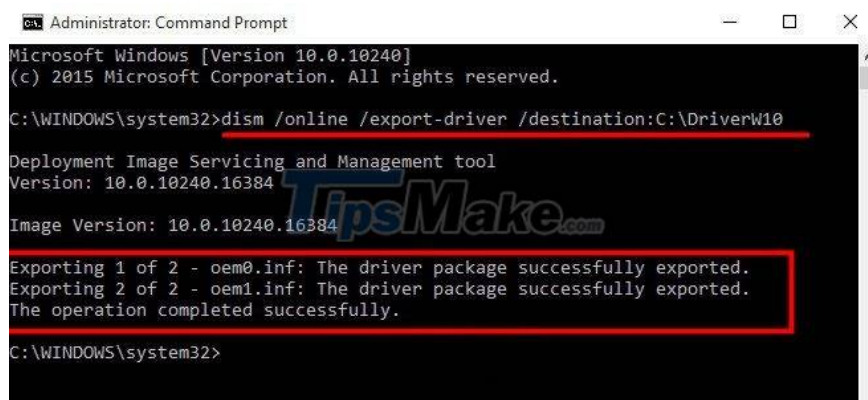 Administrator: Command Prompt
Microsoft Windows [Version 10.0.10240]
(c) 2015 Microsoft Corporation. All rights reserved.
C:\WINDOWS\system32>dism /online /export-driver /destination:C:\DriverW10
Deployment Image Servicing and Management tool
Version: 10.0.10240.16384
Image Version: 10.0.10240.16384
TipsMake.com
Exporting 1 of 2 - oem0.inf: The driver package successfully exported.
Exporting 2 of 2 - oem1.inf: The driver package successfully exported.
The operation completed successfully.
C:\WINDOWS\system32>